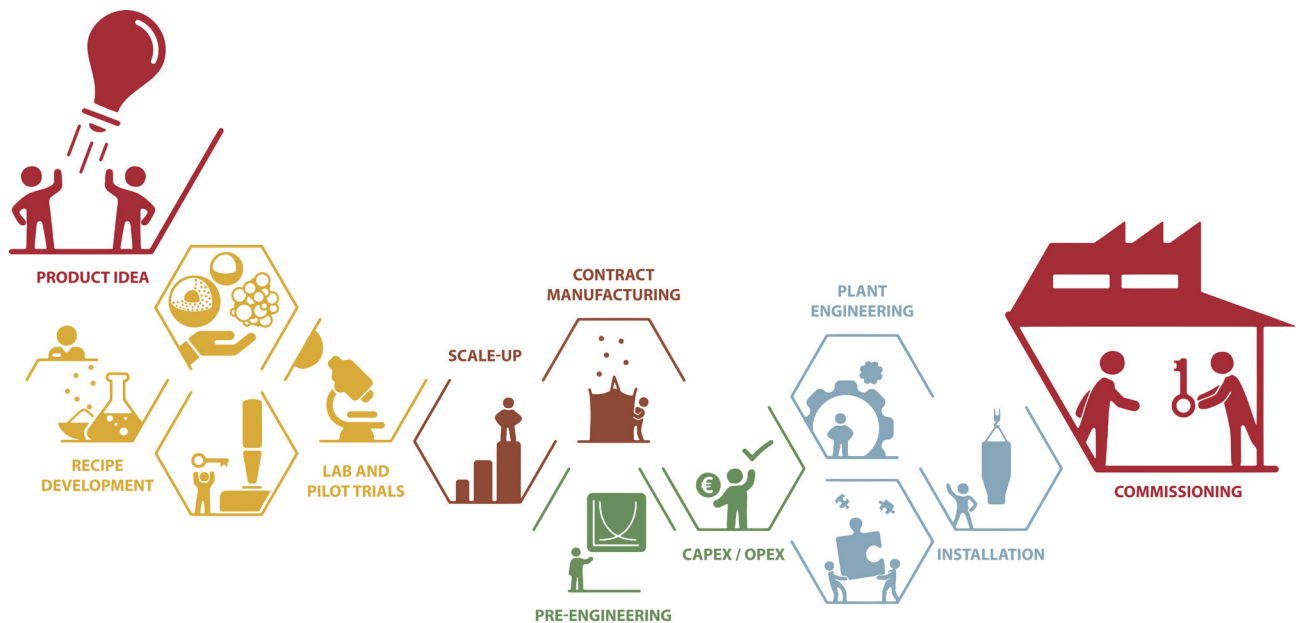 PRODUCT IDEA
RECIPE
DEVELOPMENT
LAB AND
PILOT TRIALS
SCALE-UP
CONTRACT
MANUFACTURING
PRE-ENGINEERING
€
CAPEX / OPEX
PLANT
ENGINEERING
INSTALLATION
COMMISSIONING